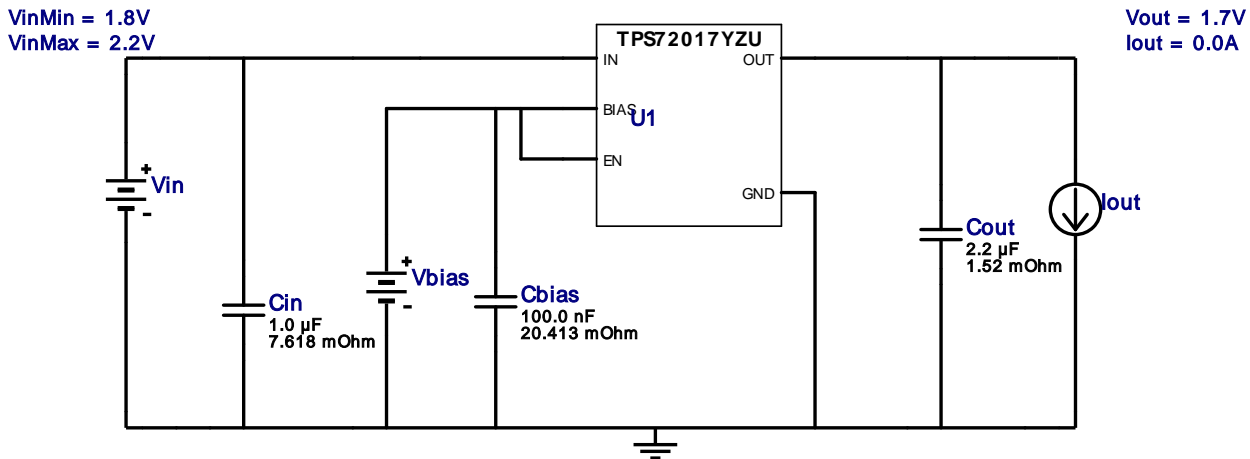 VinMin = 1.8V
VinMax = 2.2V
TPS72017YZU
Vout = 1.7V
Iout = 0.0A
IN
OUT
BIAS
U1
EN
GND
+
Vin
-
Iout
Cout
2.2 µF
1.52 mOhm
+
Vbias
-
Cbias
100.0 nF
20.413 mOhm
Cin
1.0 µF
7.618 mOhm